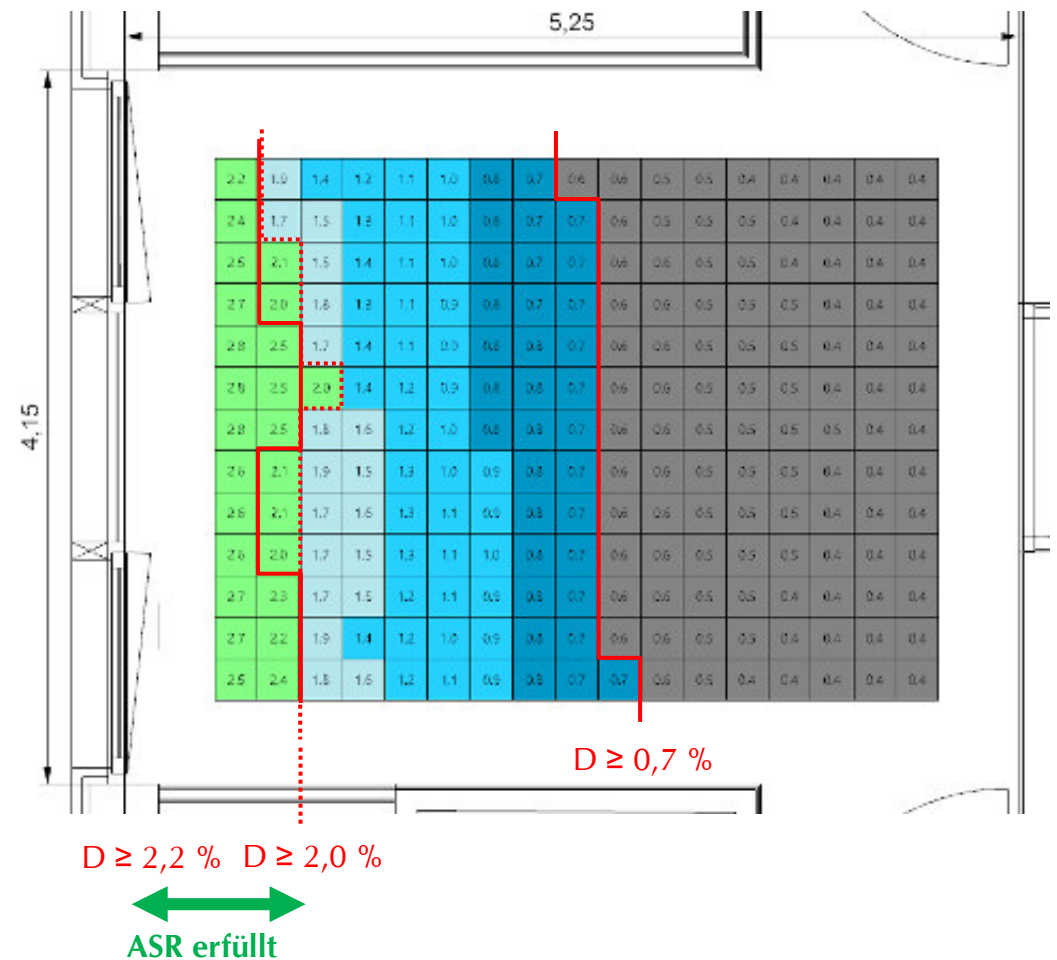 5,25
2.2 1.9 1.4 1.2 1.1 1.0 0.8 0.7 0.6 0.6 0.5 0.5 0.4 0.4 0.4 0.4 0.4
2.4 1.7 1.5 1.3 1.1 1.0 0.8 0.7 0.7 0.6 0.5 0.5 0.5 0.4 0.4 0.4 0.4
2.5 2.1 1.5 1.4 1.1 1.0 0.8 0.7 0.7 0.6 0.6 0.5 0.5 0.4 0.4 0.4 0.4
2.7 2.0 1.6 1.3 1.1 0.9 0.8 0.7 0.7 0.6 0.6 0.5 0.5 0.5 0.4 0.4 0.4
2.8 2.5 1.7 1.4 1.1 0.9 0.8 0.8 0.7 0.6 0.6 0.5 0.5 0.5 0.4 0.4 0.4
2.8 2.5 2.0 1.4 1.2 0.9 0.8 0.8 0.7 0.6 0.6 0.5 0.5 0.5 0.4 0.4 0.4
2.8 2.5 1.8 1.6 1.2 1.0 0.8 0.8 0.7 0.6 0.6 0.5 0.5 0.5 0.5 0.4 0.4
2.6 2.1 1.9 1.5 1.3 1.0 0.9 0.8 0.7 0.6 0.6 0.5 0.5 0.5 0.4 0.4 0.4
2.6 2.1 1.7 1.6 1.3 1.1 0.9 0.8 0.7 0.6 0.6 0.5 0.5 0.5 0.4 0.4 0.4
2.6 2.0 1.7 1.5 1.3 1.1 1.0 0.8 0.7 0.6 0.6 0.5 0.5 0.5 0.4 0.4 0.4
2.7 2.3 1.7 1.5 1.2 1.1 0.9 0.8 0.7 0.6 0.6 0.5 0.5 0.4 0.4 0.4 0.4
2.7 2.2 1.9 1.4 1.2 1.0 0.9 0.8 0.7 0.6 0.6 0.5 0.5 0.4 0.4 0.4 0.4
2.5 2.4 1.8 1.6 1.2 1.1 0.9 0.8 0.7 0.7 0.6 0.5 0.4 0.4 0.4 0.4 0.4
4,15
D ≥ 0,7 %
D ≥ 2,2 % D ≥ 2,0 %
ASR erfüllt